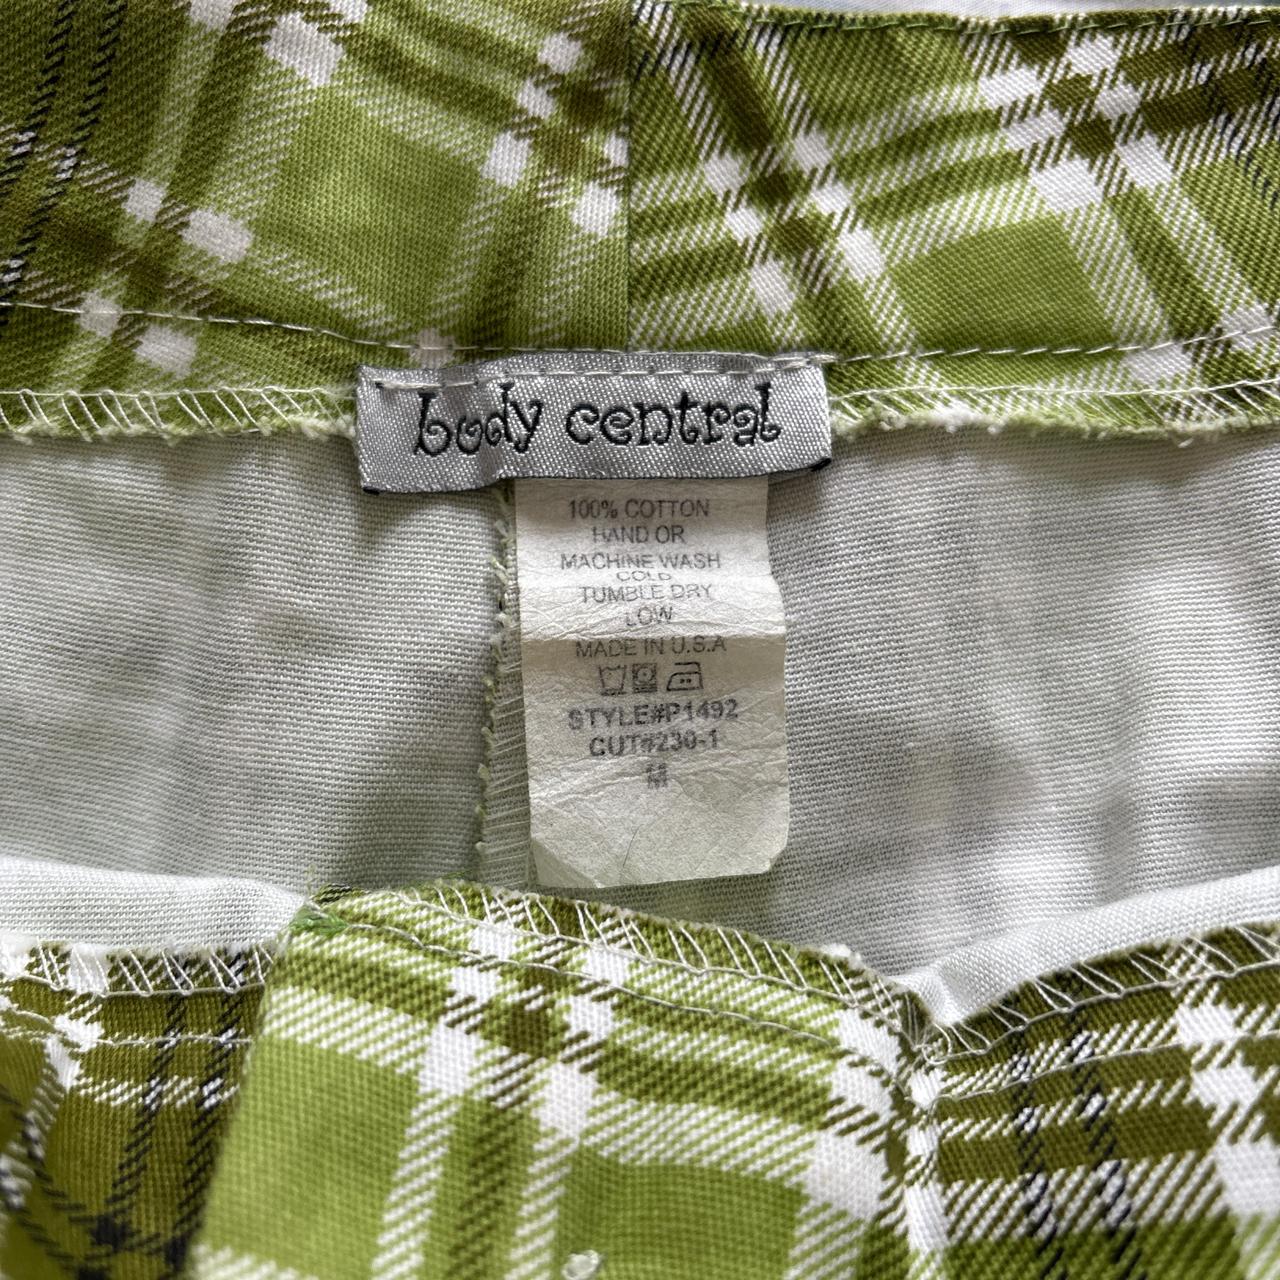 body central
100% COTTON
HAND OR
MACHINE WASH
COLD
TUMBLE DRY
LOW
MADE IN U.S.A
STYLE#P1492
CUT#230-1
M